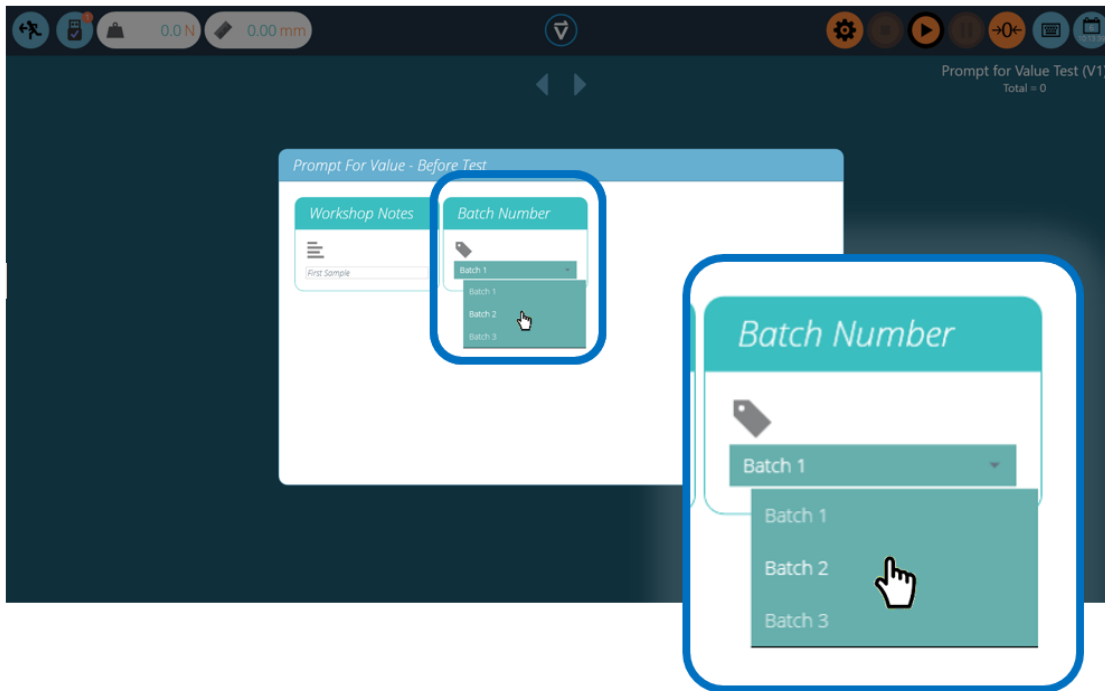 0.0 N
0.00 mm
→0←
Prompt for Value Test (V1)
Total = 0
Prompt For Value - Before Test
Workshop Notes
First Sample
Batch Number
Batch 1
Batch 1
Batch 2
Batch 3
Batch Number
Batch 1
Batch 1
Batch 2
Batch 3